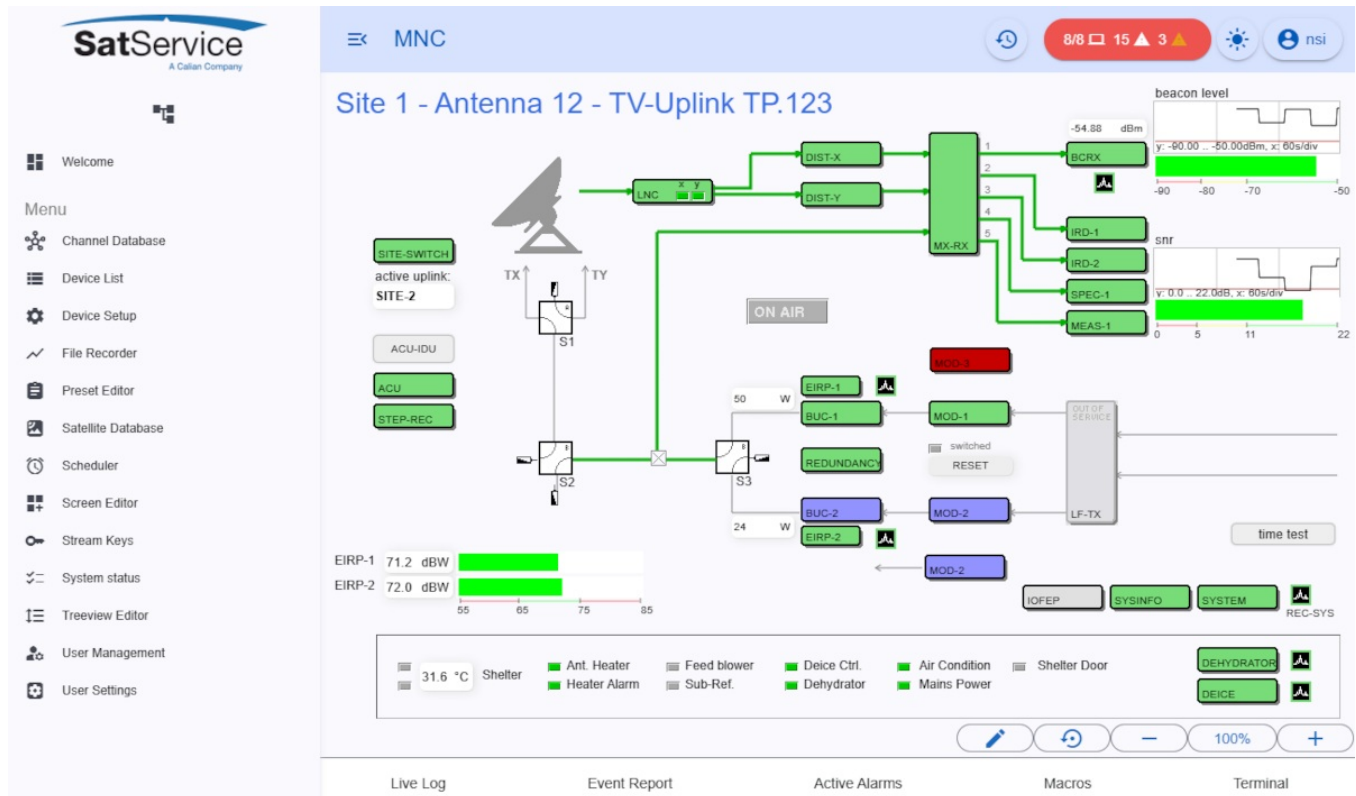 SatService
A Calian Company
MNC
8/8 15 3
nsi
Welcome
Menu
Channel Database
Device List
Device Setup
File Recorder
Preset Editor
Satellite Database
Scheduler
Screen Editor
Stream Keys
System status
Treeview Editor
User Management
User Settings
Site 1 - Antenna 12 - TV-Uplink TP.123
beacon level
-54.88 dBm
y: -90.00 .. -50.00dBm, x: 60s/div
-90 -80 -70 -50
LNC
x y
DIST-X
DIST-Y
MX-RX
1
2
3
4
5
BCRX
IRD-1
IRD-2
SPEC-1
MEAS-1
snr
y: 0.0 .. 22.0dB, x: 60s/div
0 5 11 22
SITE-SWITCH
active uplink:
SITE-2
TX
TY
S1
ON AIR
ACU-IDU
ACU
STEP-REC
MOD-3
EIRP-1
50 W
BUC-1
MOD-1
OUT OF
SERVICE
switched
RESET
REDUNDANCY
S2
S3
BUC-2
MOD-2
LF-TX
24 W
EIRP-2
time test
MOD-2
EIRP-1 71.2 dBW
EIRP-2 72.0 dBW
55 65 75 85
IOFEP
SYSINFO
SYSTEM
REC-SYS
31.6 °C Shelter
Ant. Heater
Feed blower
Deice Ctrl.
Air Condition
Shelter Door
Heater Alarm
Sub-Ref.
Dehydrator
Mains Power
DEHYDRATOR
DEICE
100%
Live Log
Event Report
Active Alarms
Macros
Terminal